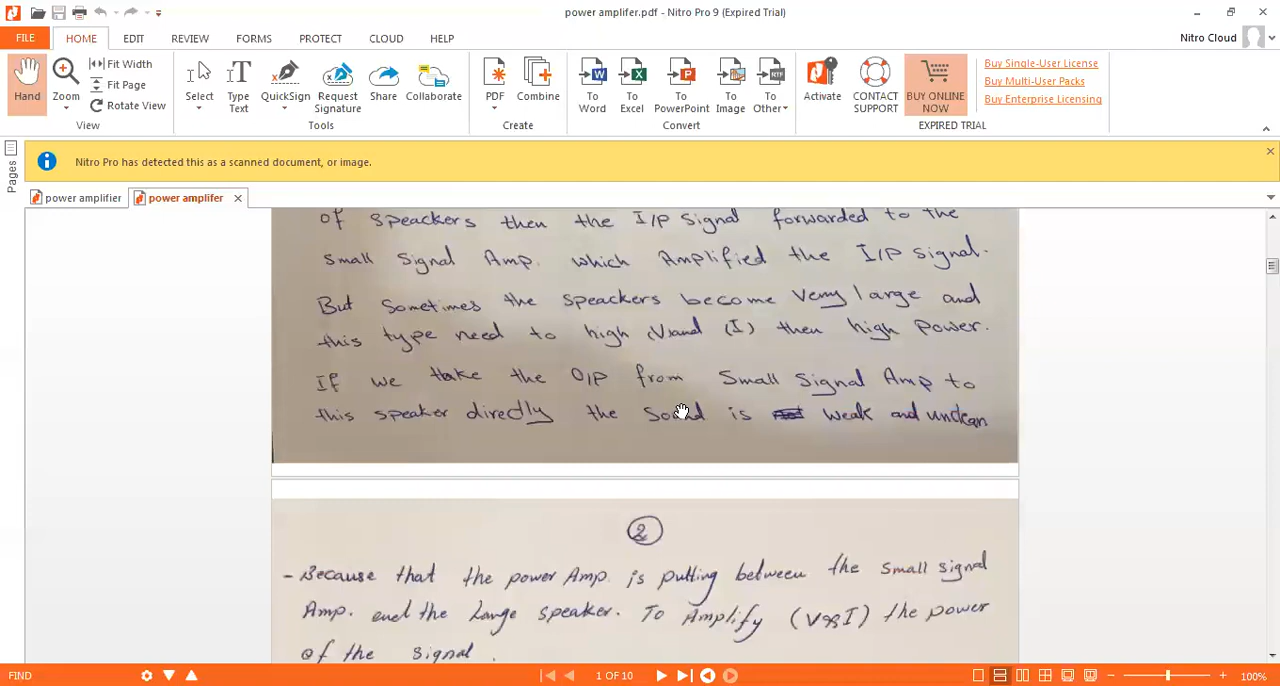 power amplifer.pdf - Nitro Pro 9 (Expired Trial)
FILE HOME EDIT REVIEW FORMS PROTECT CLOUD HELP
Nitro Cloud
Hand
Zoom
Fit Width
Fit Page
Rotate View
View
Select
Type Text
QuickSign
Request Signature
Share
Collaborate
Tools
PDF
Combine
Create
To Word
To Excel
To PowerPoint
To Image
To Other
Convert
Activate
CONTACT SUPPORT
BUY ONLINE NOW
Buy Single-User License
Buy Multi-User Packs
Buy Enterprise Licensing
EXPIRED TRIAL
Pages
Nitro Pro has detected this as a scanned document, or image.
power amplifier
power amplifer
of Speackers then the I/P Signal forwarded to the
Small Signal Amp. which Amplified the I/P signal.
But sometimes the speackers become Verry large and
this type need to high (V)and (I) then high power.
If we take the O/P from Small Signal Amp to
this speaker directly the Sound is weak and unclean
2
- Because that the power Amp. is putting between the small signal
Amp. end the Large speaker. To Amplify (V&I) the power
of the signal.
FIND
1 OF 10
100%